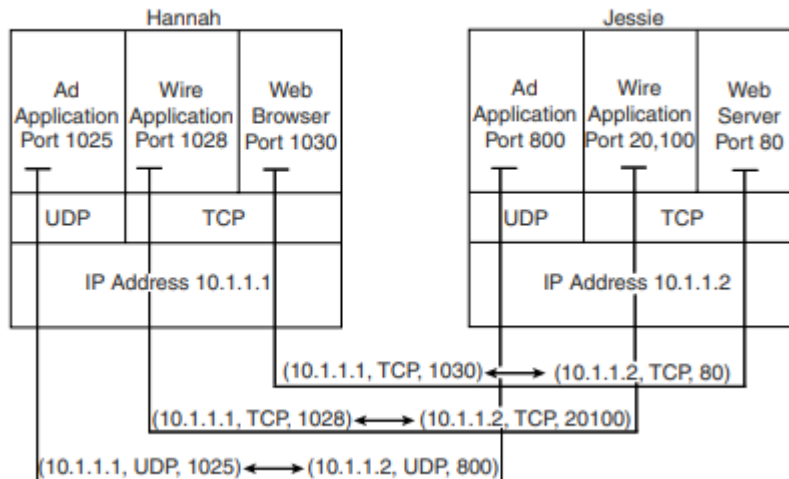 Hannah
Jessie
Ad
Application
Port 1025
Wire
Application
Port 1028
Web
Browser
Port 1030
Ad
Application
Port 800
Wire
Application
Port 20,100
Web
Server
Port 80
UDP
TCP
UDP
TCP
IP Address 10.1.1.1
IP Address 10.1.1.2
(10.1.1.1, TCP, 1030)
(10.1.1.2, TCP, 80)
(10.1.1.1, TCP, 1028)
(10.1.1.2, TCP, 20100)
(10.1.1.1, UDP, 1025)
(10.1.1.2, UDP, 800)